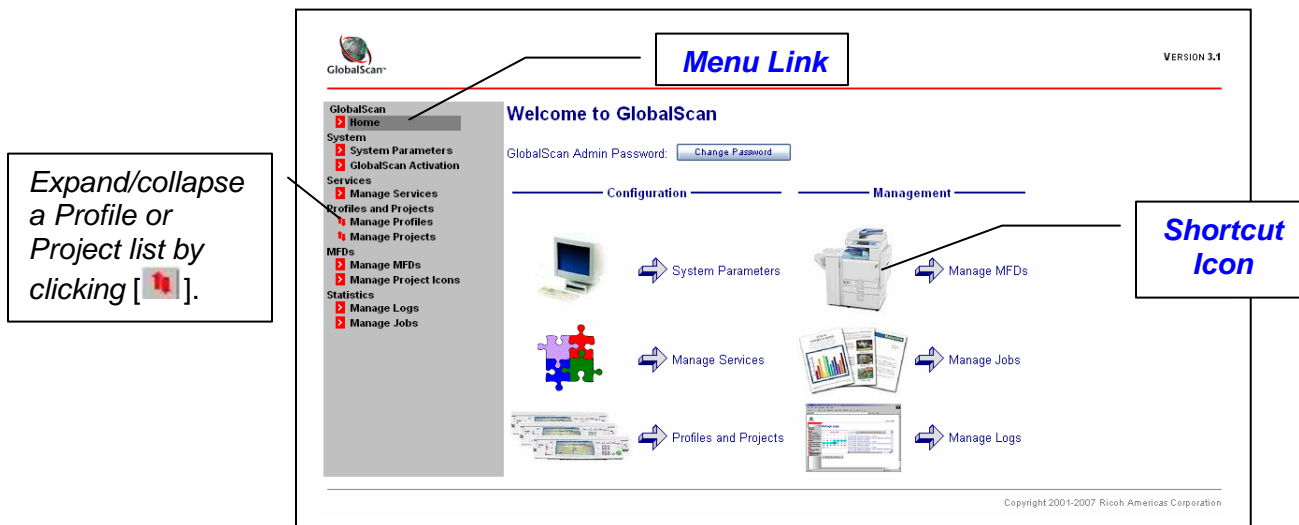 GlobalScan™
Menu Link
VERSION 3.1
GlobalScan
Home
System
System Parameters
GlobalScan Activation
Services
Manage Services
Profiles and Projects
Manage Profiles
Manage Projects
MFDs
Manage MFDs
Manage Project Icons
Statistics
Manage Logs
Manage Jobs
Expand/collapse
a Profile or
Project list by
clicking [ ].
Welcome to GlobalScan
GlobalScan Admin Password: Change Password
Configuration
System Parameters
Manage Services
Profiles and Projects
Management
Manage MFDs
Manage Jobs
Manage Logs
Shortcut
Icon
Copyright 2001-2007 Ricoh Americas Corporation